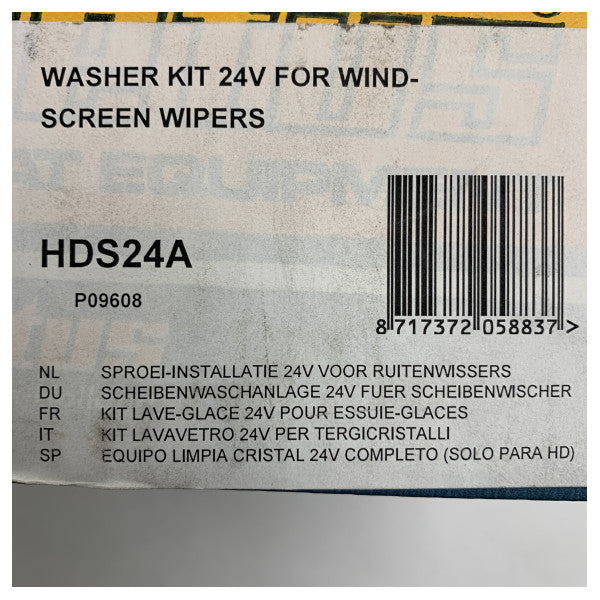 WASHER KIT 24V FOR WIND-
SCREEN WIPERS
AT EQUIPM
HDS24A
P09608
8 717372 058837>
NL SPROEI-INSTALLATIE 24V VOOR RUITENWISSERS
DU SCHEIBENWASCHANLAGE 24V FUER SCHEIBENWISCHER
FR KIT LAVE-GLACE 24V POUR ESSUIE-GLACES
IT KIT LAVAVETRO 24V PER TERGICRISTALLI
SP EQUIPO LIMPIA CRISTAL 24V COMPLETO (SOLO PARA HD)